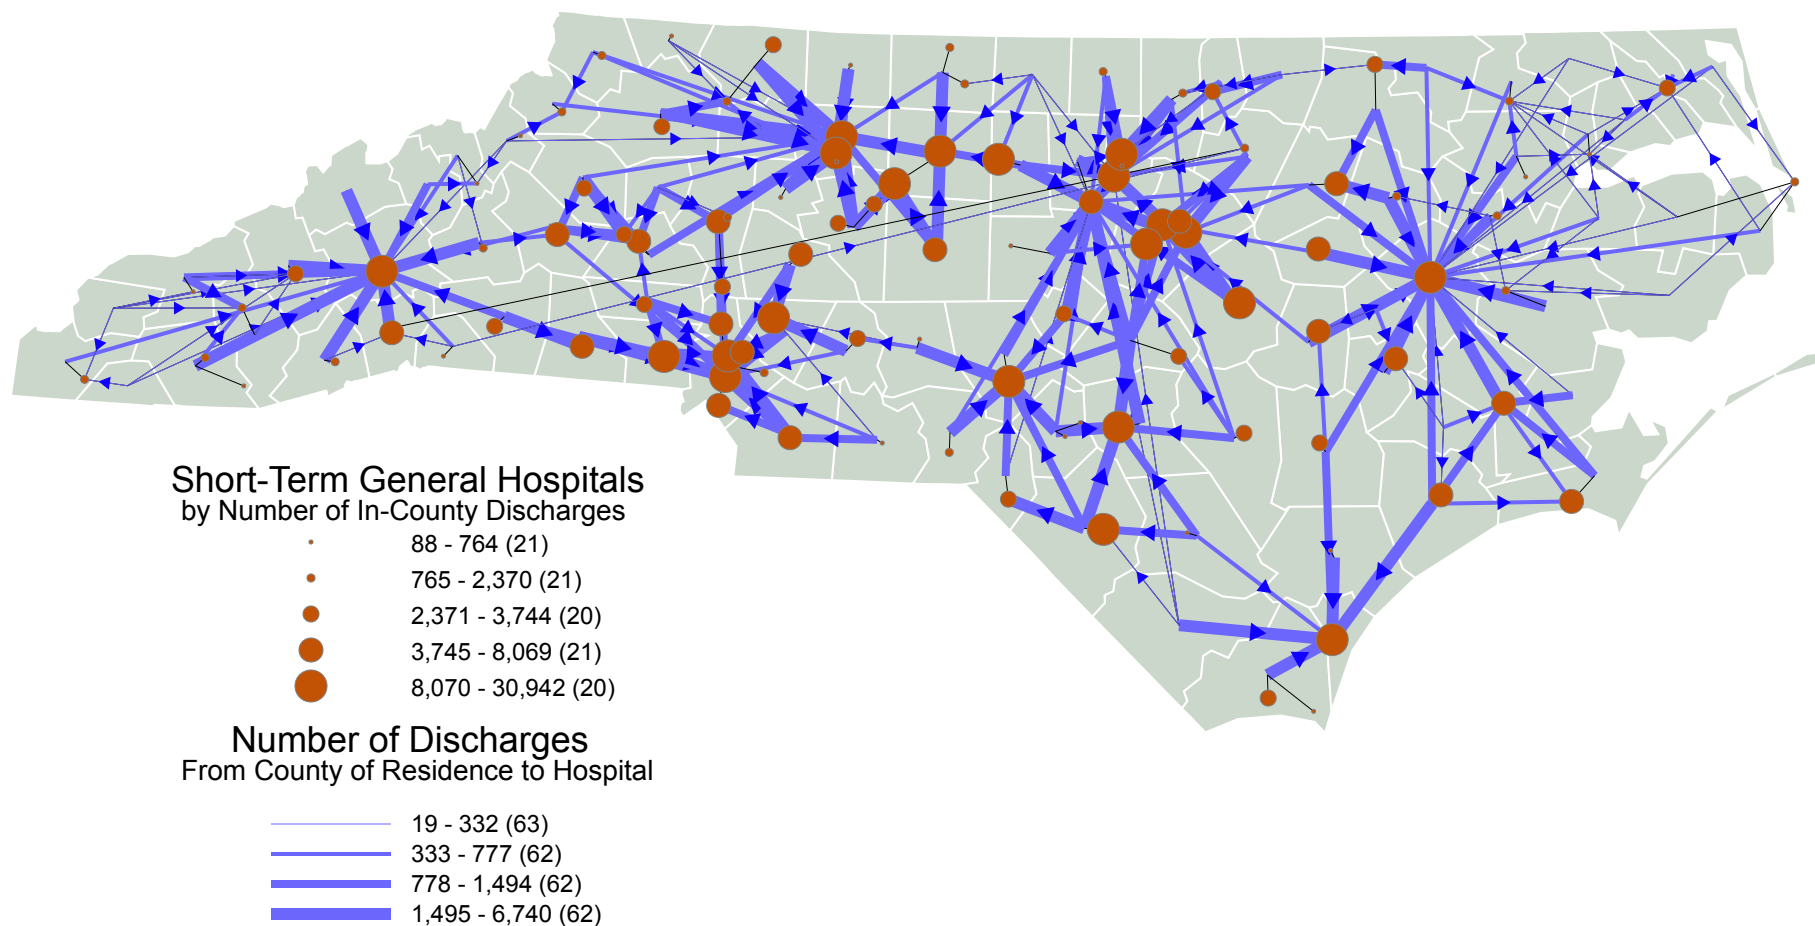 Short-Term General Hospitals
by Number of In-County Discharges
88 - 764 (21)
765 - 2,370 (21)
2,371 - 3,744 (20)
3,745 - 8,069 (21)
8,070 - 30,942 (20)
Number of Discharges
From County of Residence to Hospital
19 - 332 (63)
333 - 777 (62)
778 - 1,494 (62)
1,495 - 6,740 (62)